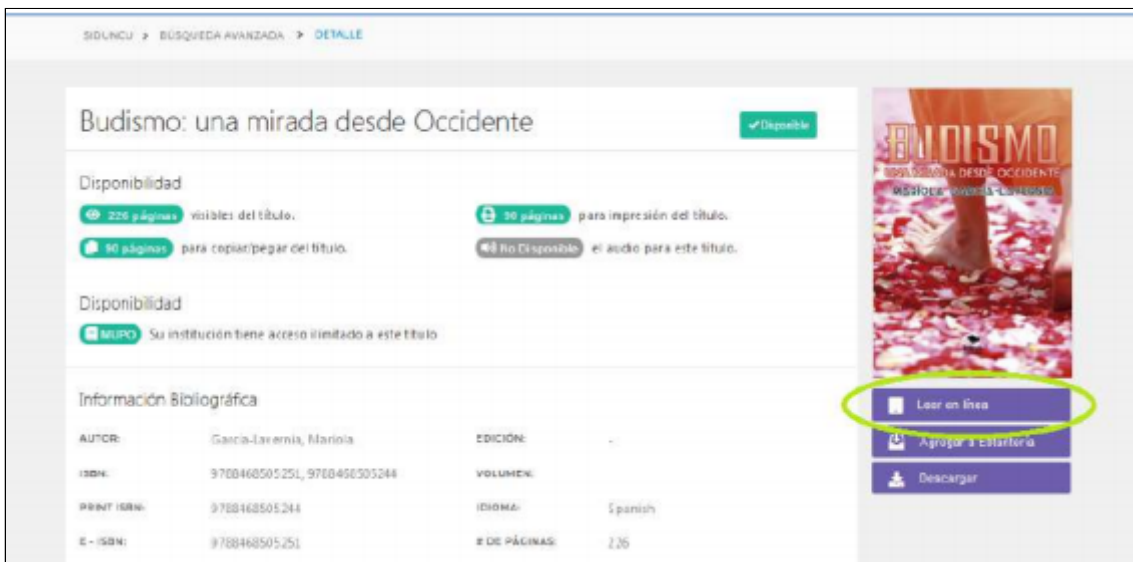 SIDUNCU > BÚSQUEDA AVANZADA > DETALLE
Budismo: una mirada desde Occidente
Disponible
Disponibilidad
226 páginas visibles del título.
90 páginas para impresión del título.
90 páginas para copiar/pegar del título.
No Disponible el audio para este título.
Disponibilidad
MUPO Su institución tiene acceso ilimitado a este título
Información Bibliográfica
AUTOR: García-Lavernia, Mariola
EDICIÓN: -
ISBN: 9788468505251, 9788468505244
VOLUMEN:
PRINT ISBN: 9788468505244
IDIOMA: Spanish
E - ISBN: 9788468505251
# DE PÁGINAS: 226
BUDISMO
UNA MIRADA DESDE OCCIDENTE
MARIOLA GARCÍA-LAVERNIA
Leer en línea
Agregar a Estantería
Descargar